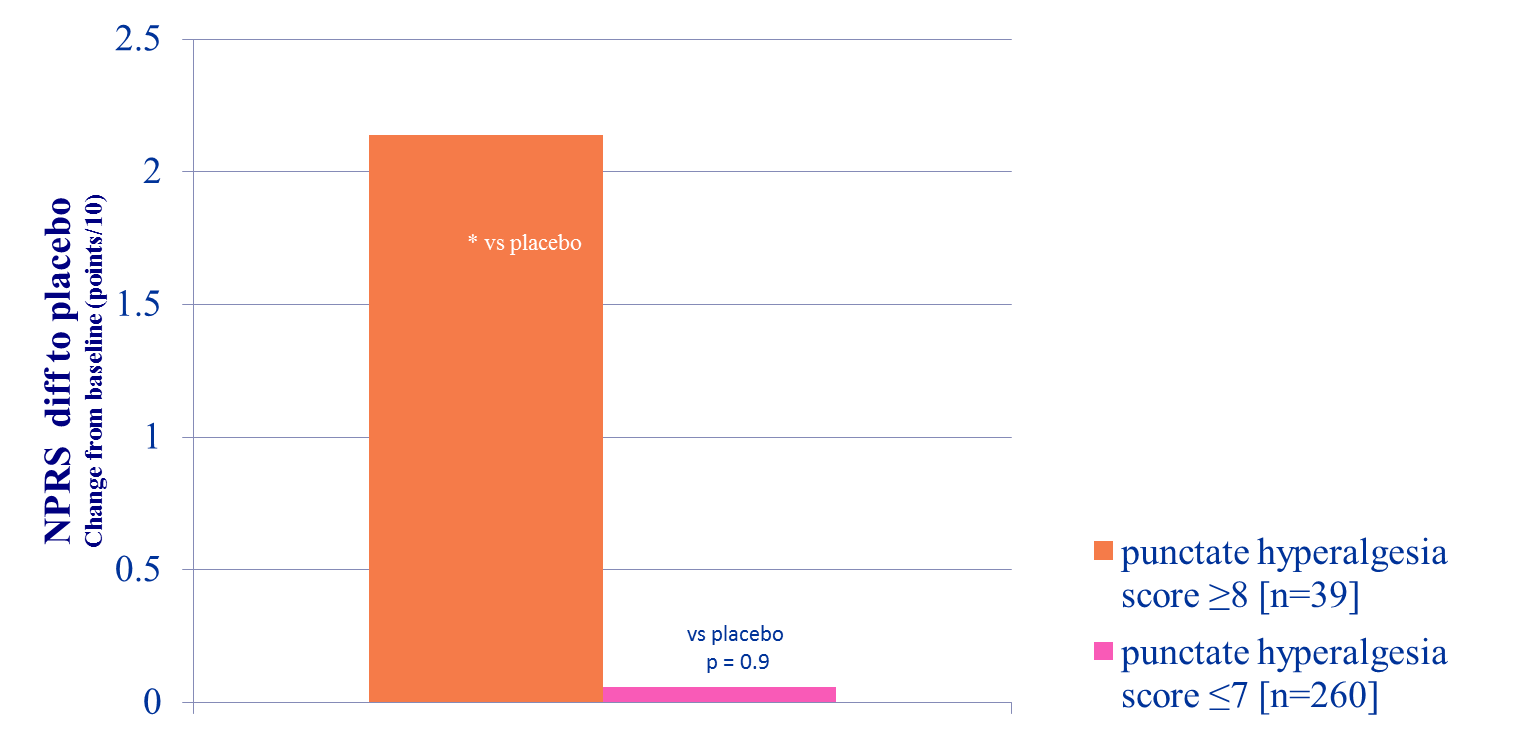 2.5
2
1.5
1
0.5
0
NPRS diff to placebo
Change from baseline (points/10)
* vs placebo
vs placebo
p = 0.9
punctate hyperalgesia
score ≥8 [n=39]
punctate hyperalgesia
score ≤7 [n=260]